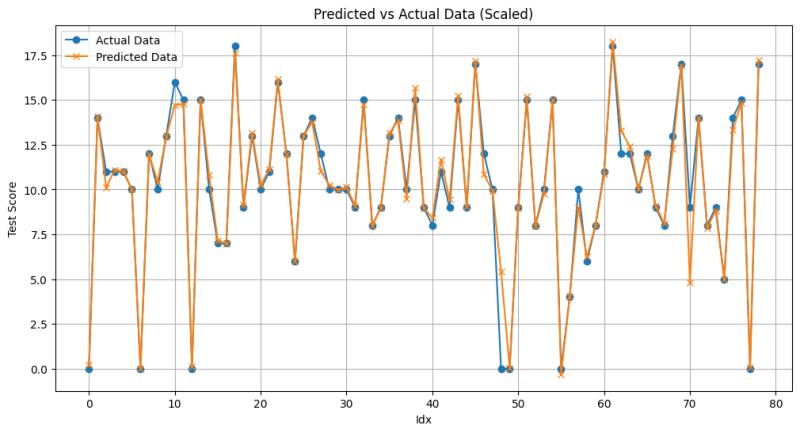 Predicted vs Actual Data (Scaled)
Actual Data
Predicted Data
Test Score
17.5
15.0
12.5
10.0
7.5
5.0
2.5
0.0
0 10 20 30 40 50 60 70 80
Idx